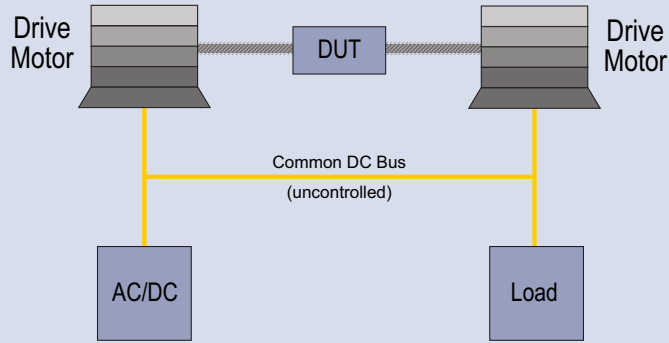 Drive
Motor
DUT
Drive
Motor
Common DC Bus
(uncontrolled)
AC/DC
Load